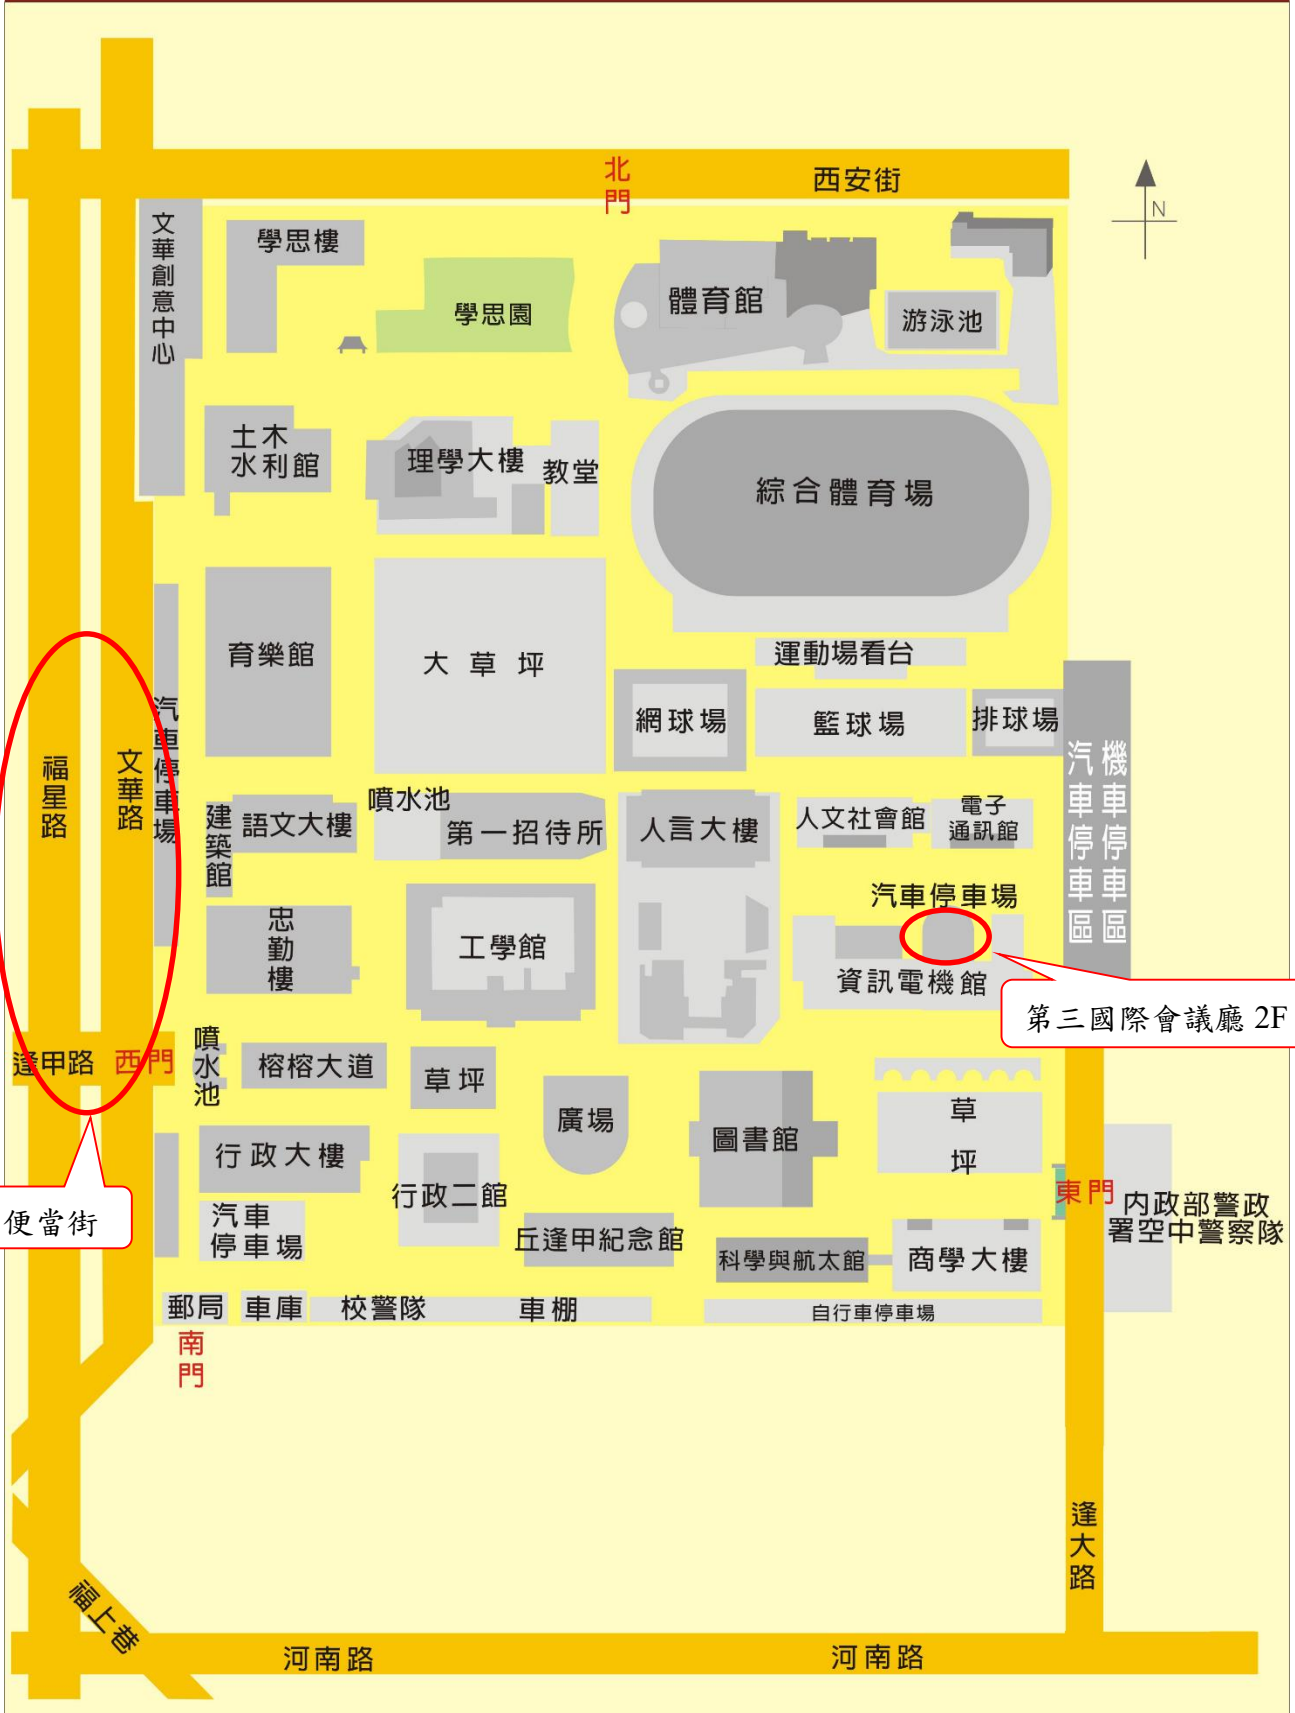 北門
西安街
N
文華創意中心
學思樓
學思園
體育館
游泳池
土木
水利館
理學大樓
教堂
綜合體育場
育樂館
大草坪
運動場看台
網球場
籃球場
排球場
福星路
文華路
汽車停車場
汽車停車區
機車停車區
建築館
語文大樓
噴水池
第一招待所
人言大樓
人文社會館
電子
通訊館
汽車停車場
忠勤樓
工學館
資訊電機館
第三國際會議廳 2F
逢甲路
西門
噴水池
榕榕大道
草坪
廣場
圖書館
草坪
行政大樓
行政二館
東門
內政部警政
署空中警察隊
便當街
汽車
停車場
丘逢甲紀念館
科學與航太館
商學大樓
郵局
車庫
校警隊
車棚
自行車停車場
南門
逢大路
福上巷
河南路
河南路